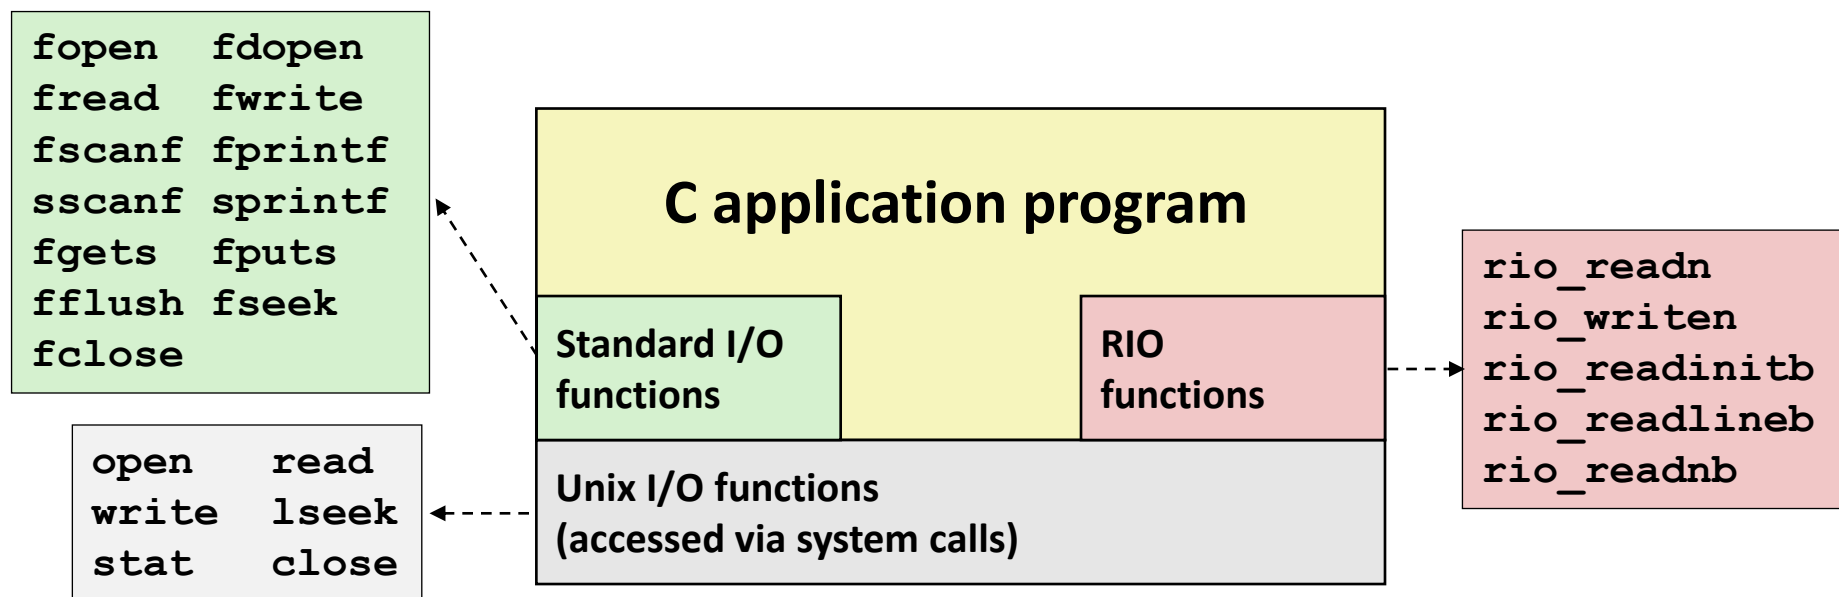 fopen fdopen
fread fwrite
fscanf fprintf
sscanf sprintf
fgets fputs
fflush fseek
fclose
C application program
Standard I/O
functions
RIO
functions
rio_readn
rio_writen
rio_readinitb
rio_readlineb
rio_readnb
open read
write lseek
stat close
Unix I/O functions
(accessed via system calls)